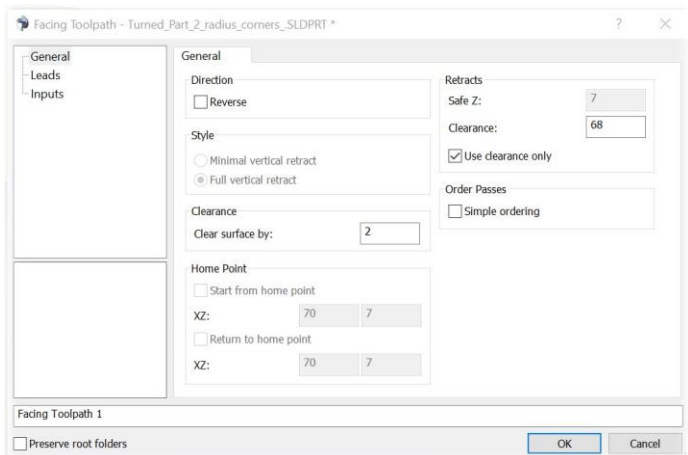 Facing Toolpath - Turned_Part_2_radius_corners_.SLDPRT *
? ×
General
Leads
Inputs
General
Direction
Reverse
Style
Minimal vertical retract
Full vertical retract
Clearance
Clear surface by: 2
Home Point
Start from home point
XZ: 70 7
Return to home point
XZ: 70 7
Retracts
Safe Z: 7
Clearance: 68
Use clearance only
Order Passes
Simple ordering
Facing Toolpath 1
Preserve root folders
OK Cancel